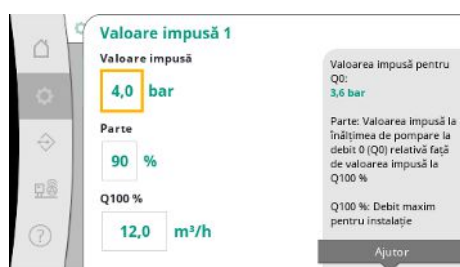 Valoare impusă 1
Valoare impusă
4,0 bar
Parte
90 %
Q100 %
12,0 m³/h
Valoarea impusă pentru
Q0:
3,6 bar
Parte: Valoarea impusă la
înălțimea de pompare la
debit 0 (Q0) relativă față
de valoarea impusă la
Q100 %
Q100 %: Debit maxim
pentru instalație
Ajutor
?